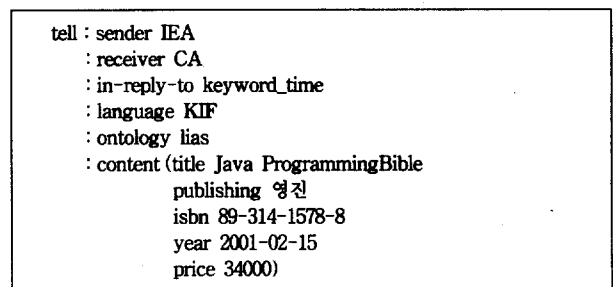 tell : sender IEA
: receiver CA
: in-reply-to keyword_time
: language KIF
: ontology lias
: content (title Java ProgrammingBible
publishing 영진
isbn 89-314-1578-8
year 2001-02-15
price 34000)